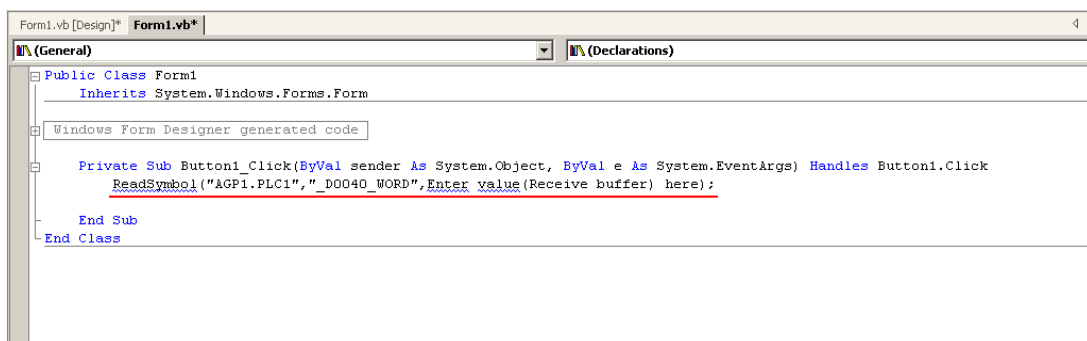 Form1.vb [Design]* Form1.vb*
(General) (Declarations)
Public Class Form1
Inherits System.Windows.Forms.Form
Windows Form Designer generated code
Private Sub Button1_Click(ByVal sender As System.Object, ByVal e As System.EventArgs) Handles Button1.Click
ReadSymbol("AGP1.PLC1","_D0040_WORD",Enter value(Receive buffer) here);
End Sub
End Class